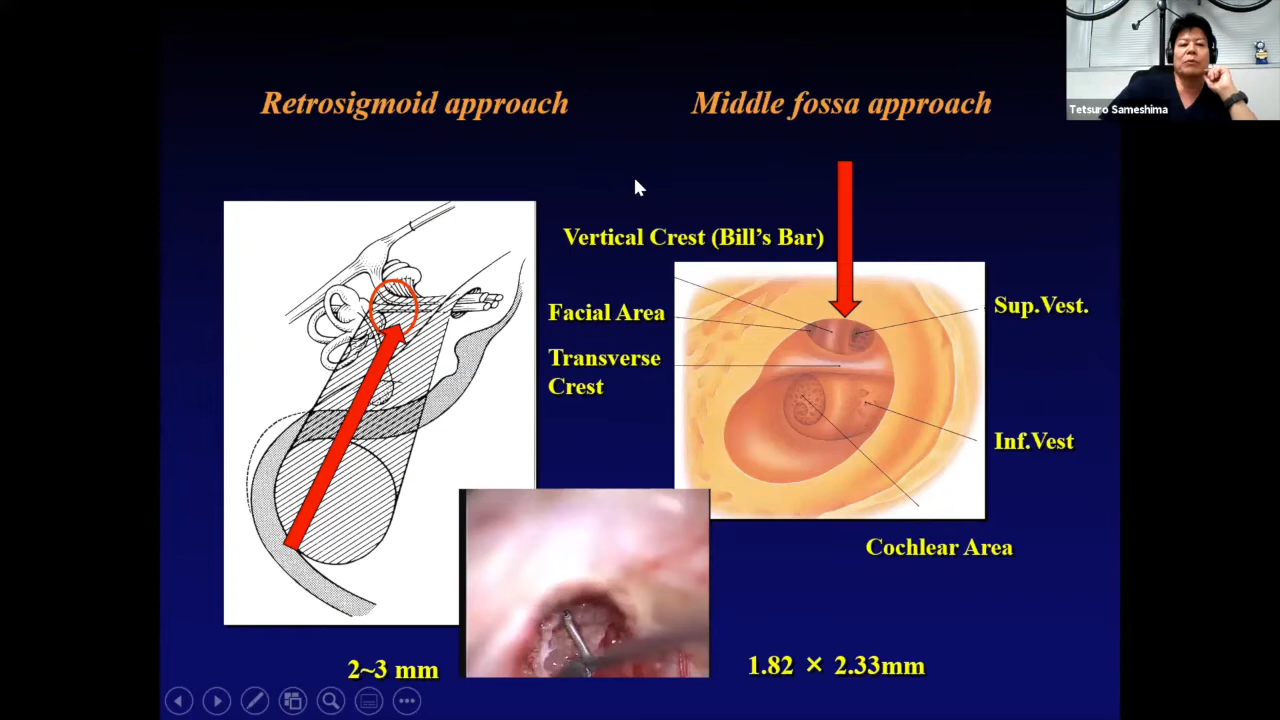 Retrosigmoid approach
Middle fossa approach
Tetsuro Sameshima
Vertical Crest (Bill's Bar)
Facial Area
Transverse
Crest
Sup.Vest.
Inf.Vest
Cochlear Area
2~3 mm
1.82 × 2.33mm